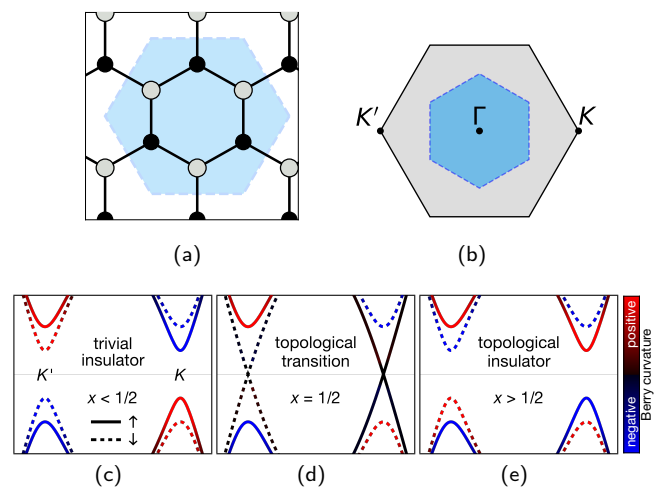 (a)
K′ Γ K
(b)
trivial
insulator
K' K
x < 1/2
↑
↓
(c)
topological
transition
x = 1/2
(d)
topological
insulator
x > 1/2
(e)
negative positive
Berry curvature